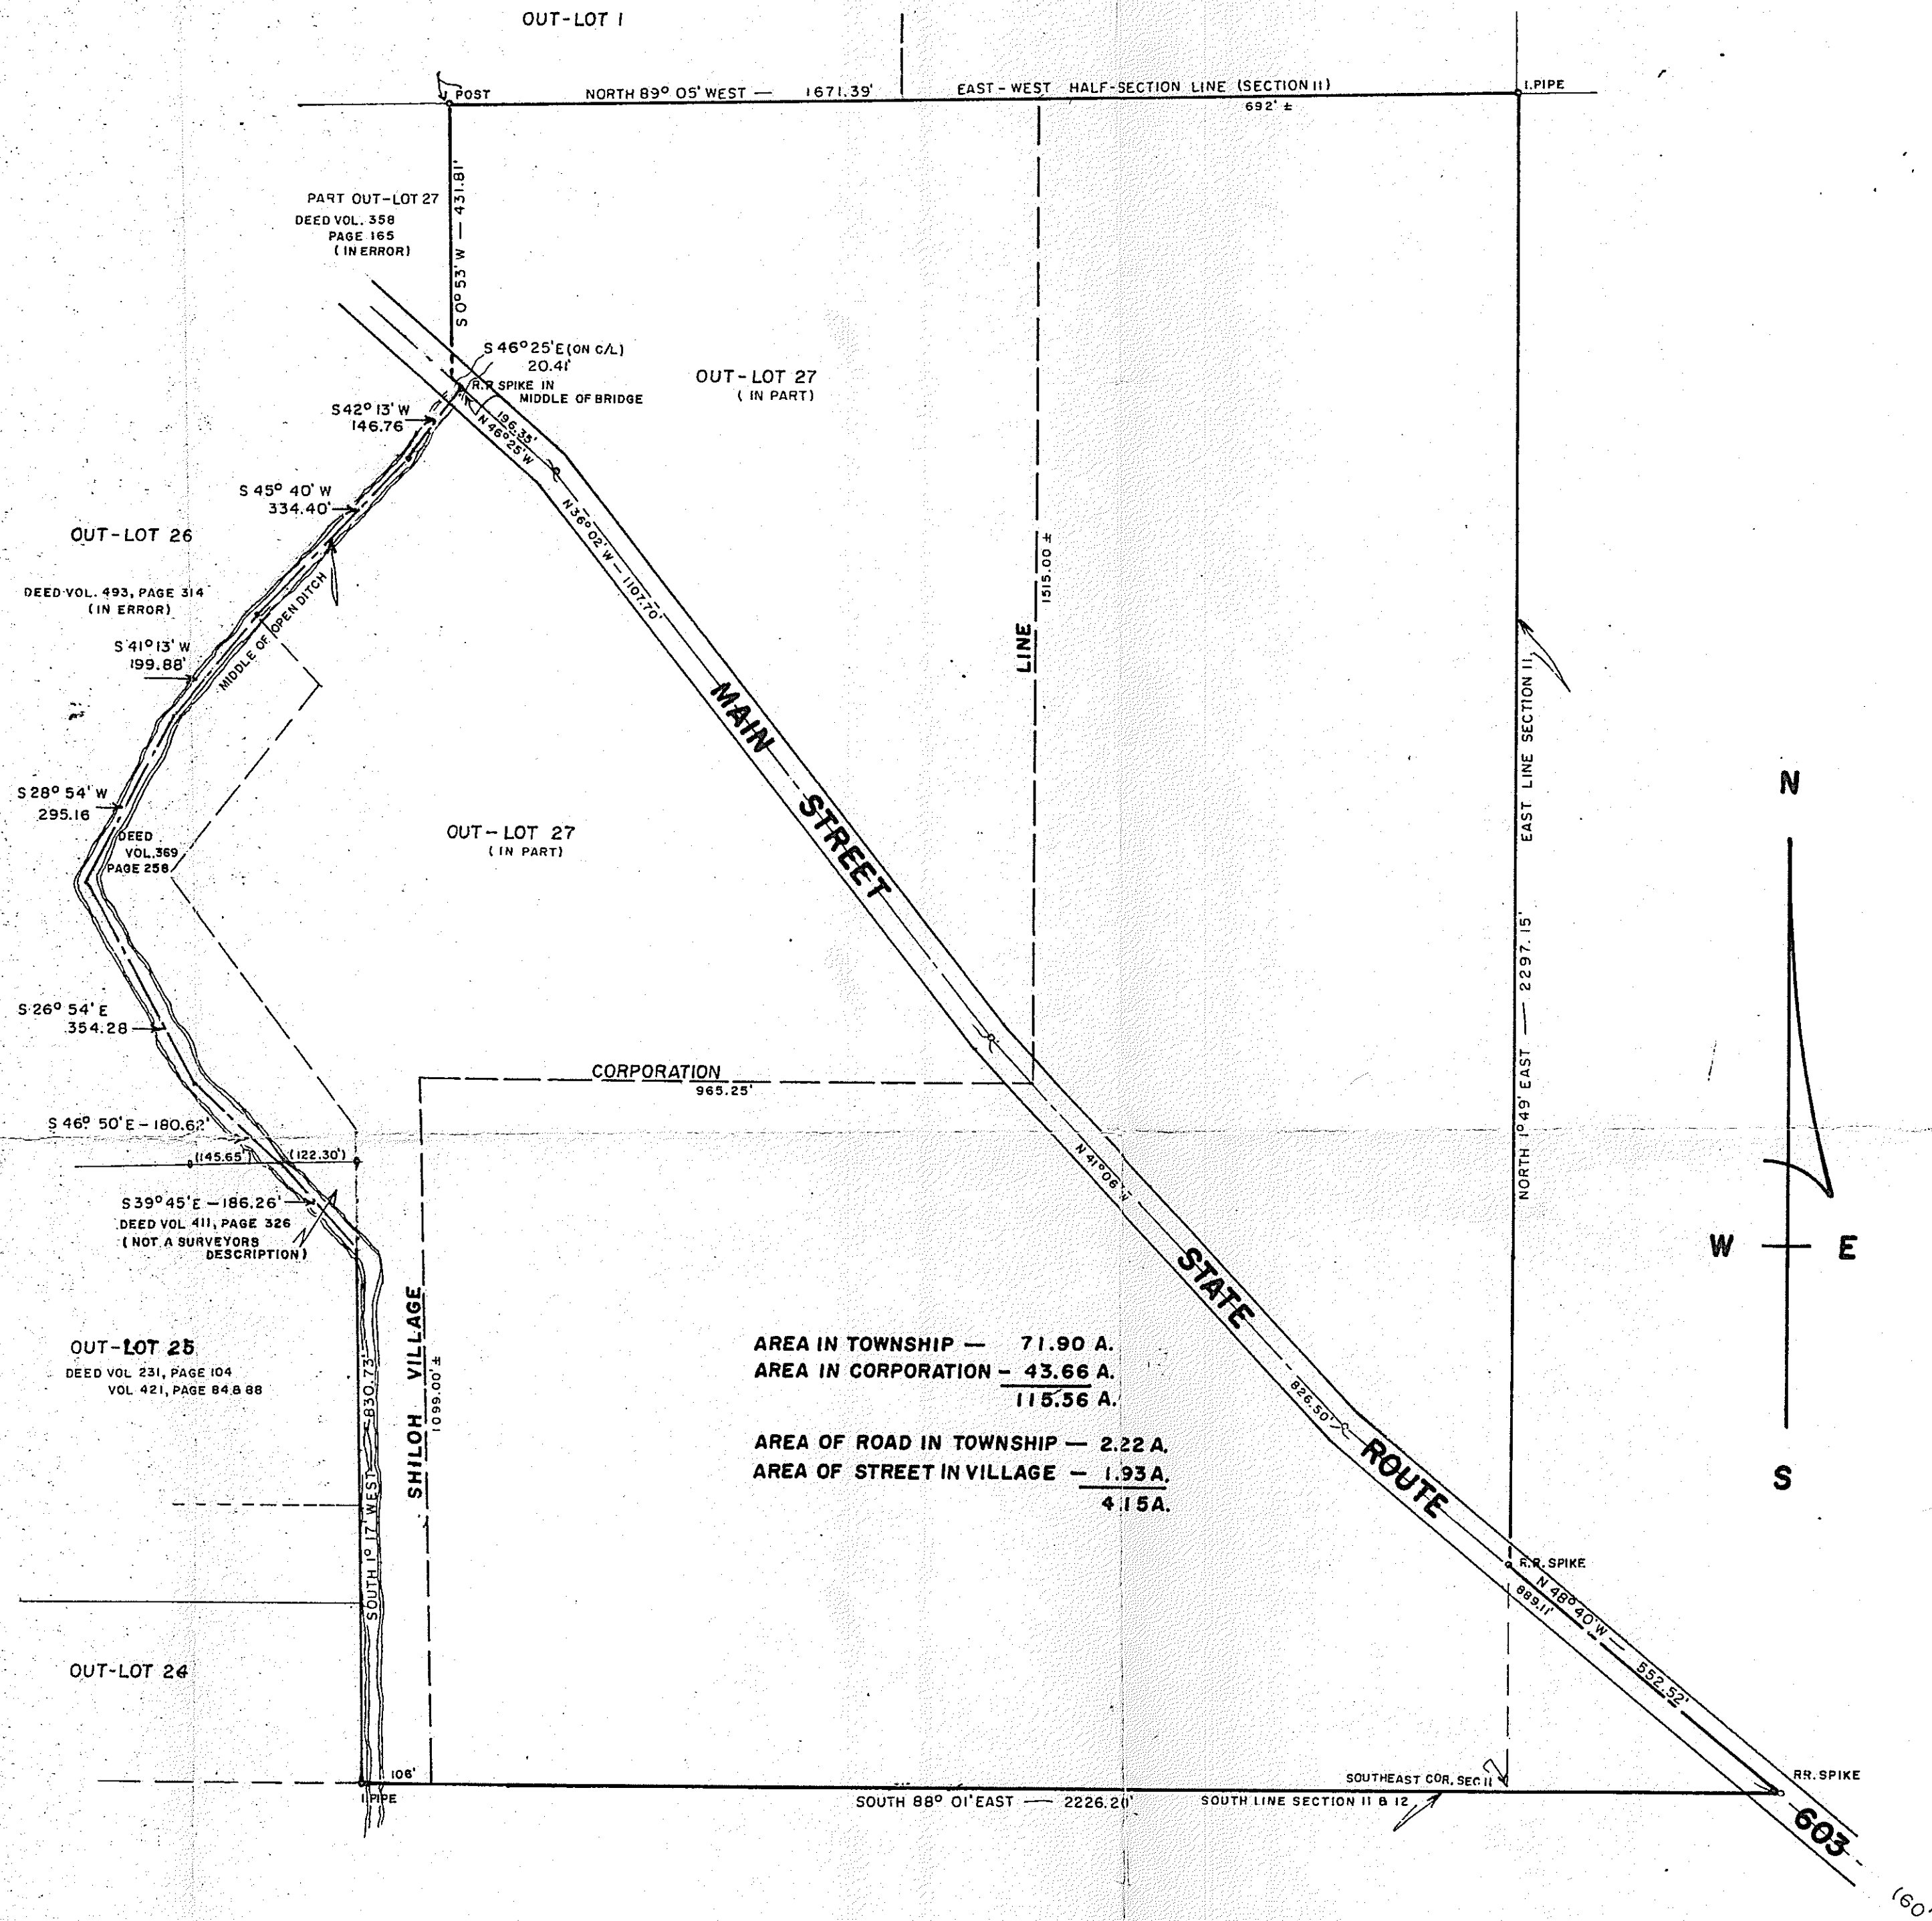 OUT-LOT 1
POST
NORTH 89° 05' WEST — 1671.39'
EAST-WEST HALF-SECTION LINE (SECTION 11)
692' ±
I.PIPE
PART OUT-LOT 27
DEED VOL. 358
PAGE 165
(IN ERROR)
S 0° 53' W — 431.81'
S 46° 25' E (ON C/L)
20.41'
R.R SPIKE IN
MIDDLE OF BRIDGE
OUT-LOT 27
(IN PART)
S 42° 13' W
146.76
196.35'
N 46° 25' W
S 45° 40' W
334.40'
N 36° 02' W — 1107.70'
OUT-LOT 26
DEED VOL. 493, PAGE 314
(IN ERROR)
MIDDLE OF OPEN DITCH
S 41° 13' W
199.88'
1515.00 ±
LINE
EAST LINE SECTION 11
MAIN STREET
S 28° 54' W
295.16
DEED
VOL. 369
PAGE 258
OUT-LOT 27
(IN PART)
N
W E
S
NORTH 1° 49' EAST — 2297.15'
S 26° 54' E
354.28
CORPORATION
965.25'
S 46° 50' E — 180.62'
(145.65') (122.30')
S 39° 45' E — 186.26'
DEED VOL 411, PAGE 326
(NOT A SURVEYORS
DESCRIPTION)
N 41° 06' W
826.50'
STATE ROUTE
SHILOH VILLAGE
1099.00' ±
OUT-LOT 25
DEED VOL 231, PAGE 104
VOL 421, PAGE 84 & 88
SOUTH 1° 17' WEST — 830.73'
AREA IN TOWNSHIP — 71.90 A.
AREA IN CORPORATION — 43.66 A.
115.56 A.
AREA OF ROAD IN TOWNSHIP — 2.22 A.
AREA OF STREET IN VILLAGE — 1.93 A.
4.15 A.
R.R. SPIKE
N 48° 40' W — 552.52'
889.11'
OUT-LOT 24
106'
I.PIPE
SOUTHEAST COR. SEC 11
RR. SPIKE
SOUTH 88° 01' EAST — 2226.20'
SOUTH LINE SECTION 11 & 12
603